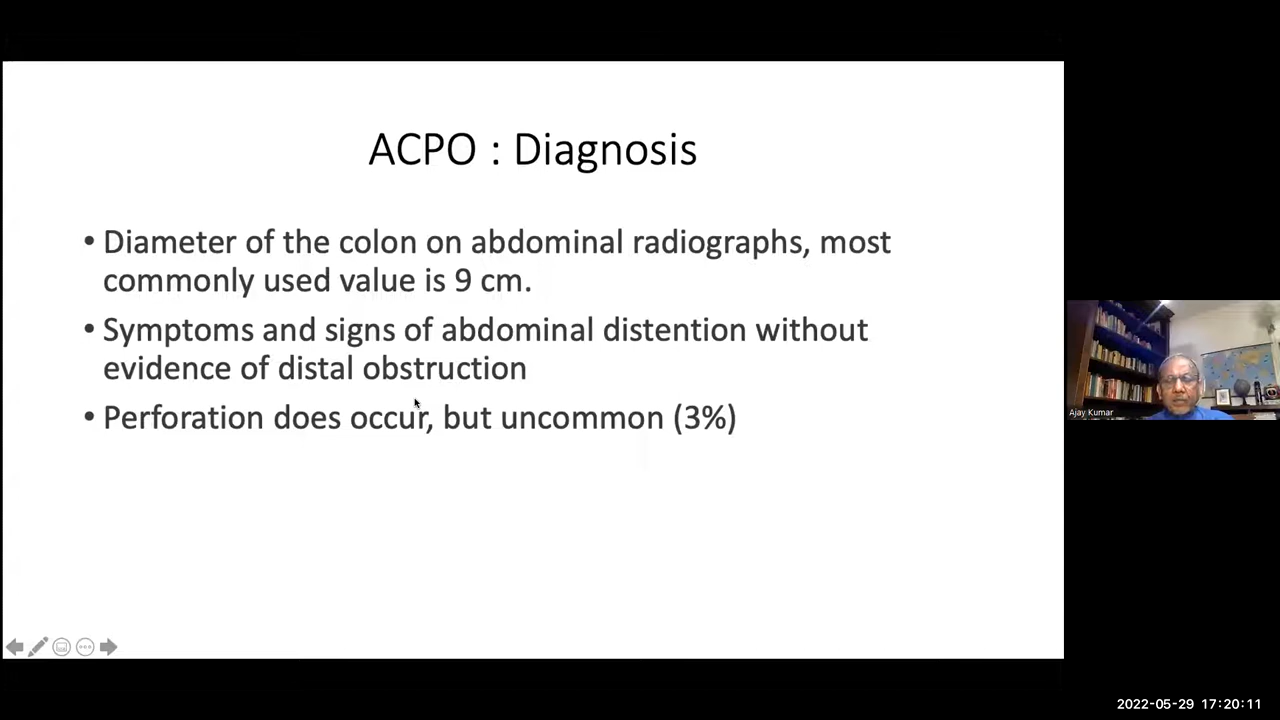 ACPO : Diagnosis
• Diameter of the colon on abdominal radiographs, most
commonly used value is 9 cm.
• Symptoms and signs of abdominal distention without
evidence of distal obstruction
• Perforation does occur, but uncommon (3%)
Ajay Kumar
2022-05-29 17:20:11